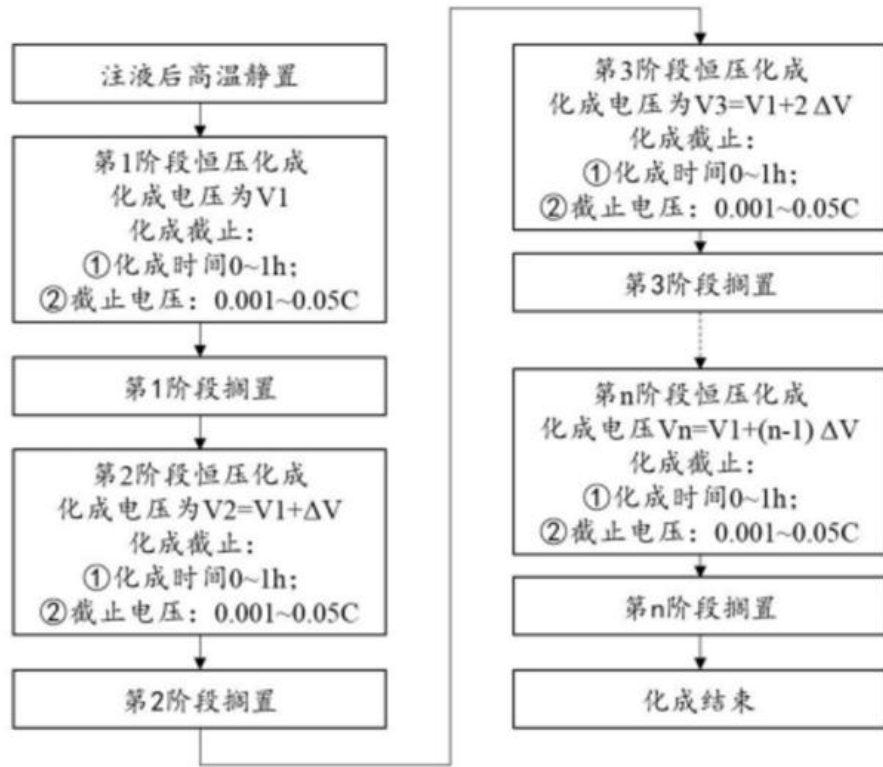 注液后高温静置
第1阶段恒压化成
化成电压为V1
化成截止：
①化成时间0~1h；
②截止电压：0.001~0.05C
第1阶段搁置
第2阶段恒压化成
化成电压为V2=V1+ΔV
化成截止：
①化成时间0~1h；
②截止电压：0.001~0.05C
第2阶段搁置
第3阶段恒压化成
化成电压为V3=V1+2 ΔV
化成截止：
①化成时间0~1h；
②截止电压：0.001~0.05C
第3阶段搁置
第n阶段恒压化成
化成电压Vn=V1+(n-1) ΔV
化成截止：
①化成时间0~1h；
②截止电压：0.001~0.05C
第n阶段搁置
化成结束